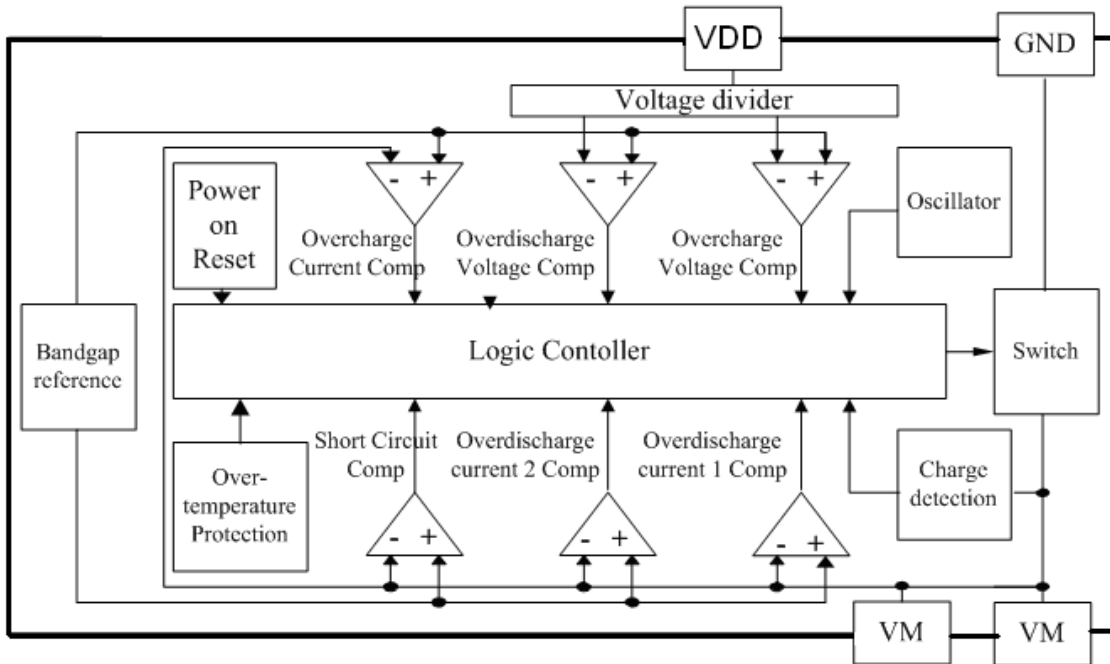 VDD
GND
Voltage divider
- +
- +
- +
Power
on
Reset
Oscillator
Overcharge
Current Comp
Overdischarge
Voltage Comp
Overcharge
Voltage Comp
Bandgap
reference
Logic Contoller
Switch
Short Circuit
Comp
Overdischarge
current 2 Comp
Overdischarge
current 1 Comp
Over-
temperature
Protection
Charge
detection
- +
- +
- +
VM
VM